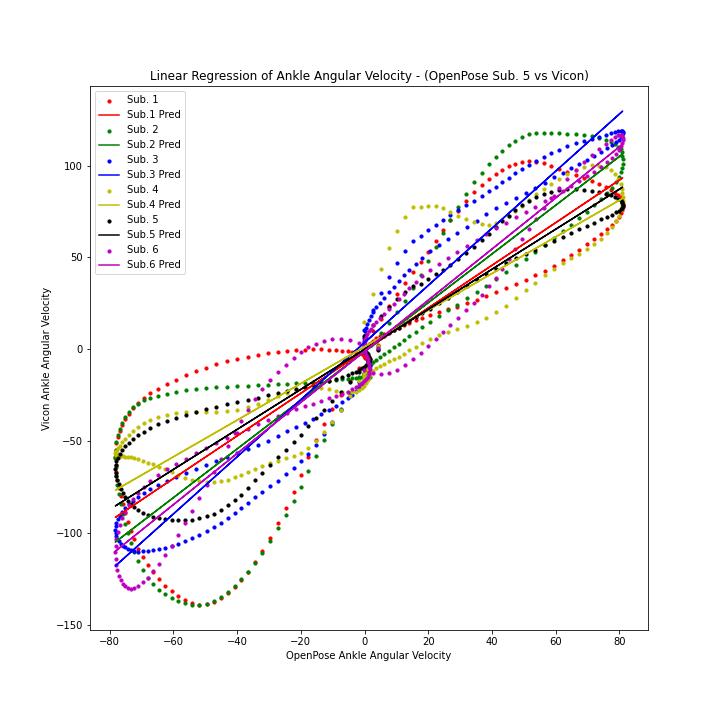 Linear Regression of Ankle Angular Velocity - (OpenPose Sub. 5 vs Vicon)
Sub. 1
Sub.1 Pred
Sub. 2
Sub.2 Pred
Sub. 3
Sub.3 Pred
Sub. 4
Sub.4 Pred
Sub. 5
Sub.5 Pred
Sub. 6
Sub.6 Pred
100
50
0
−50
−100
−150
Vicon Ankle Angular Velocity
−80 −60 −40 −20 0 20 40 60 80
OpenPose Ankle Angular Velocity